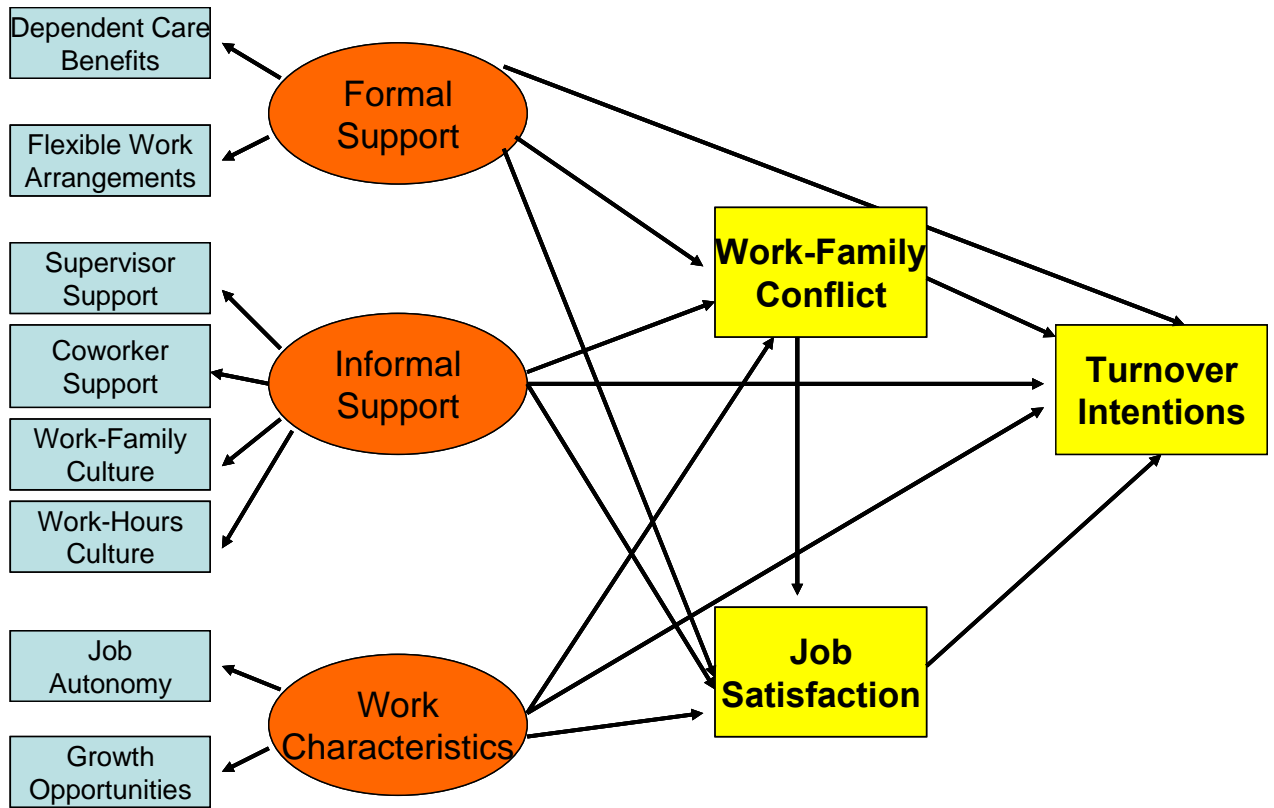 Dependent Care
Benefits
Flexible Work
Arrangements
Supervisor
Support
Coworker
Support
Work-Family
Culture
Work-Hours
Culture
Job
Autonomy
Growth
Opportunities
Formal
Support
Informal
Support
Work
Characteristics
Work-Family
Conflict
Job
Satisfaction
Turnover
Intentions